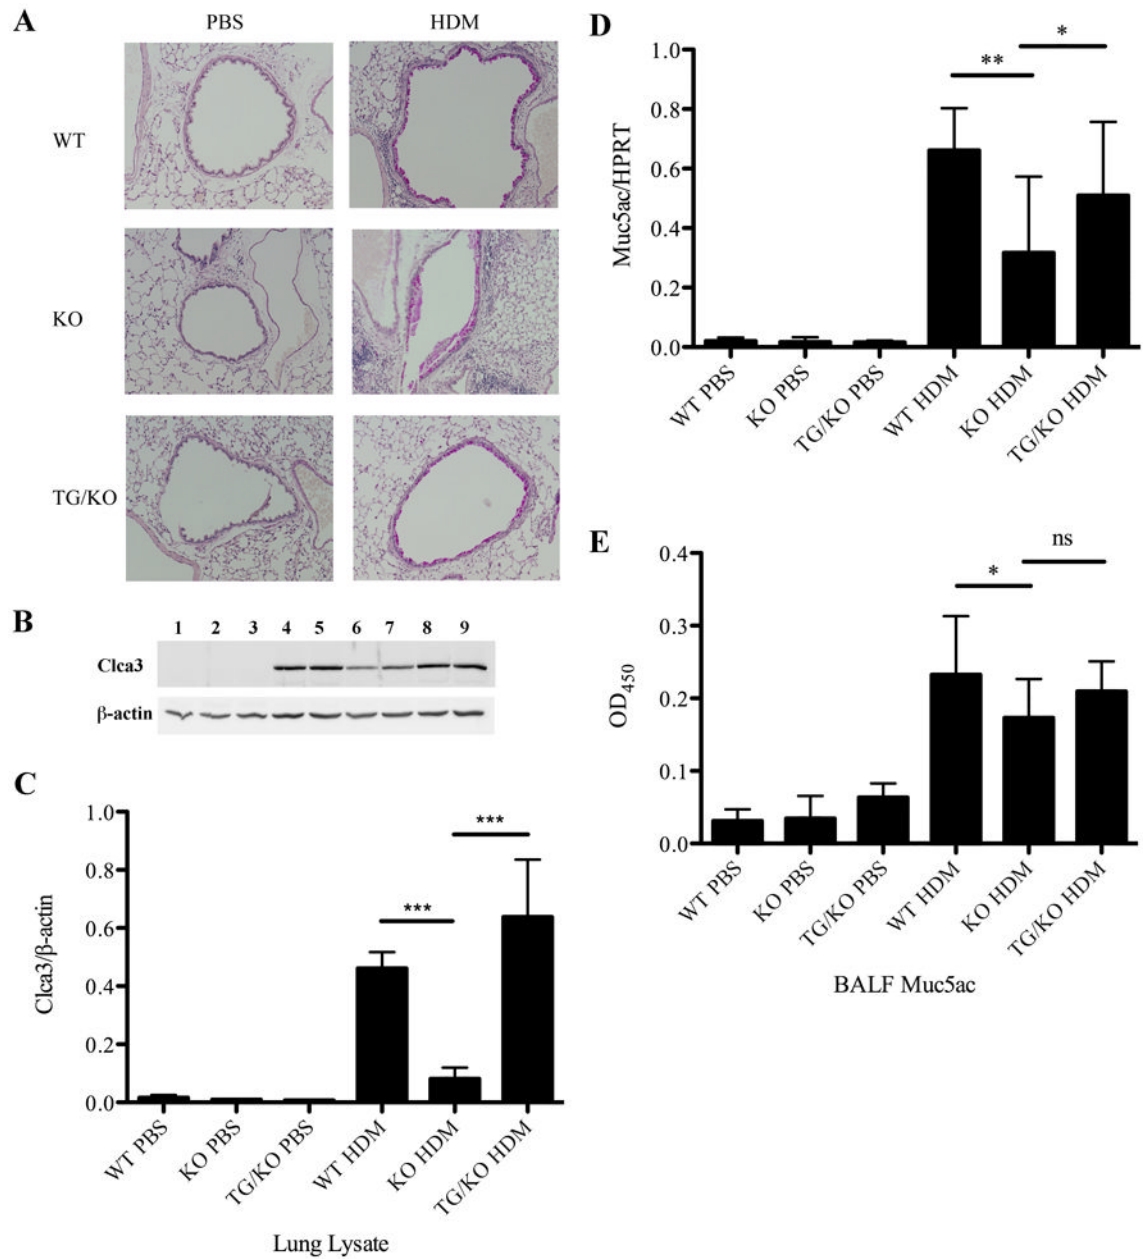 A
PBS HDM
WT
KO
TG/KO
B
1 2 3 4 5 6 7 8 9
Clca3
β-actin
C
1.0
0.8
0.6
0.4
0.2
0.0
Clca3/β-actin
***
***
WT PBS
KO PBS
TG/KO PBS
WT HDM
KO HDM
TG/KO HDM
Lung Lysate
D
1.0
0.8
0.6
0.4
0.2
0.0
Muc5ac/HPRT
*
**
WT PBS
KO PBS
TG/KO PBS
WT HDM
KO HDM
TG/KO HDM
E
0.4
0.3
0.2
0.1
0.0
OD450
ns
*
WT PBS
KO PBS
TG/KO PBS
WT HDM
KO HDM
TG/KO HDM
BALF Muc5ac